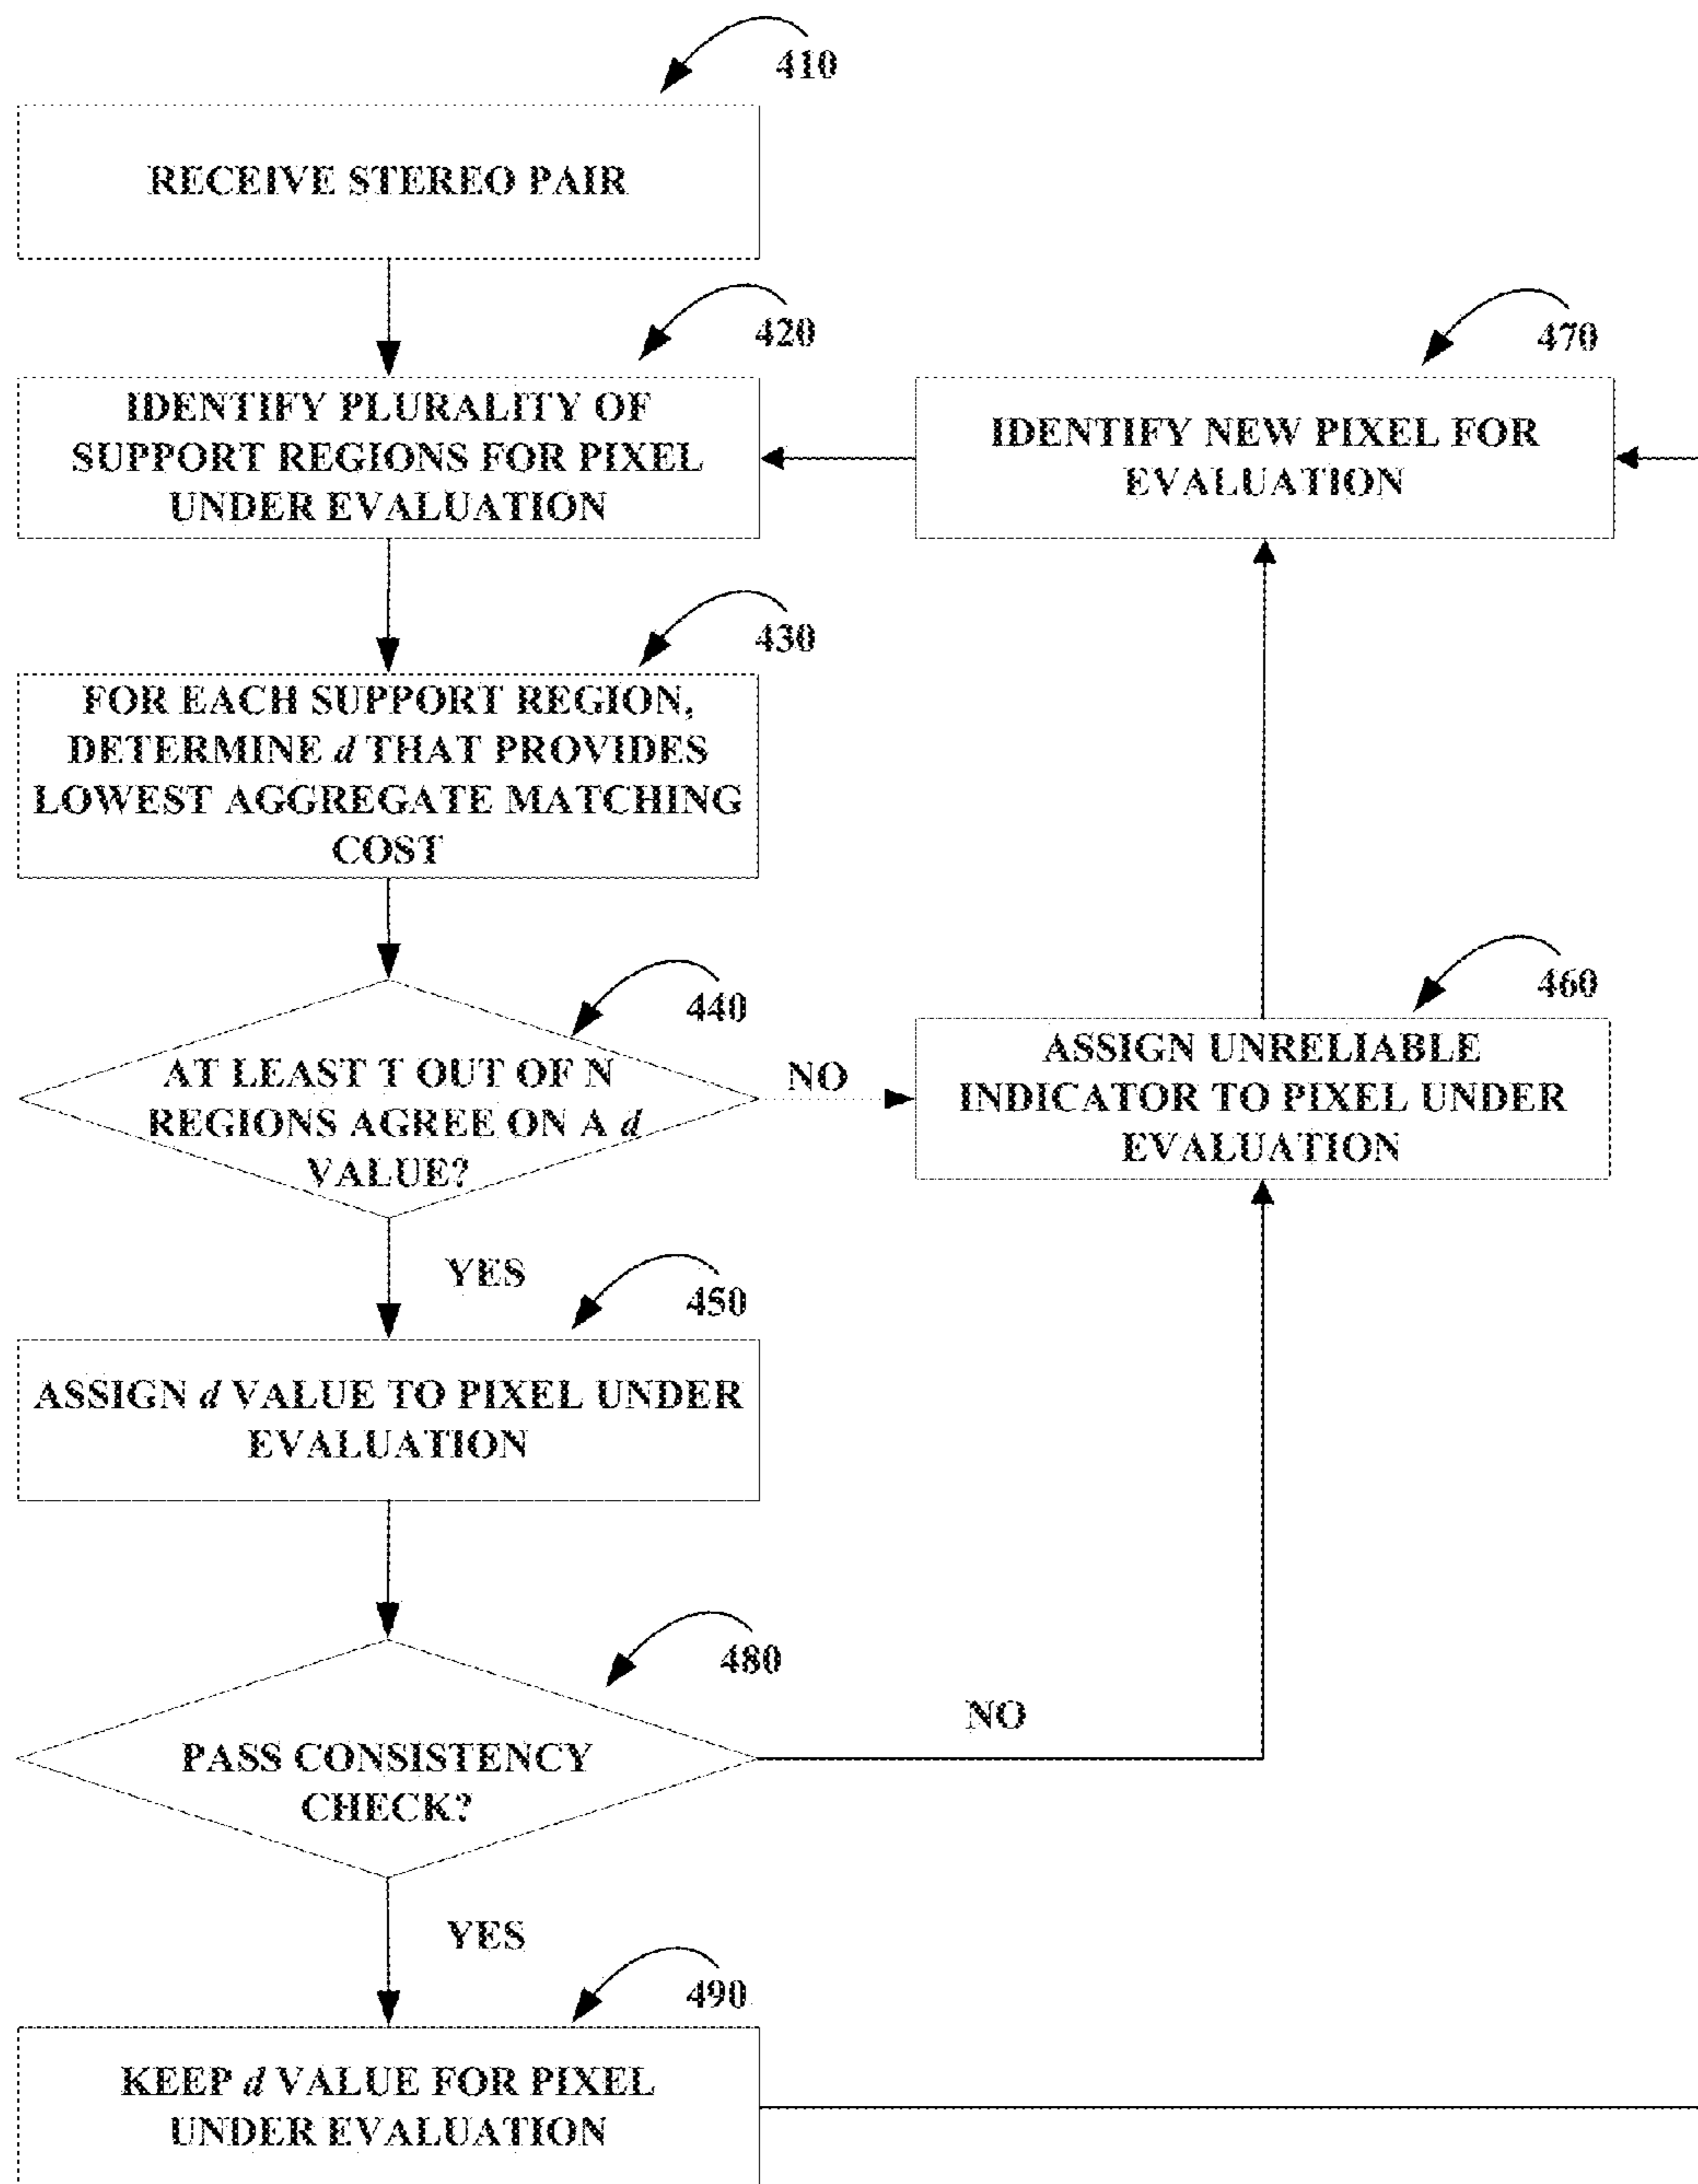 410
RECEIVE STEREO PAIR
420
IDENTIFY PLURALITY OF
SUPPORT REGIONS FOR PIXEL
UNDER EVALUATION
470
IDENTIFY NEW PIXEL FOR
EVALUATION
430
FOR EACH SUPPORT REGION,
DETERMINE d THAT PROVIDES
LOWEST AGGREGATE MATCHING
COST
440
AT LEAST T OUT OF N
REGIONS AGREE ON A d
VALUE?
NO
460
ASSIGN UNRELIABLE
INDICATOR TO PIXEL UNDER
EVALUATION
YES
450
ASSIGN d VALUE TO PIXEL UNDER
EVALUATION
480
PASS CONSISTENCY
CHECK?
NO
YES
490
KEEP d VALUE FOR PIXEL
UNDER EVALUATION